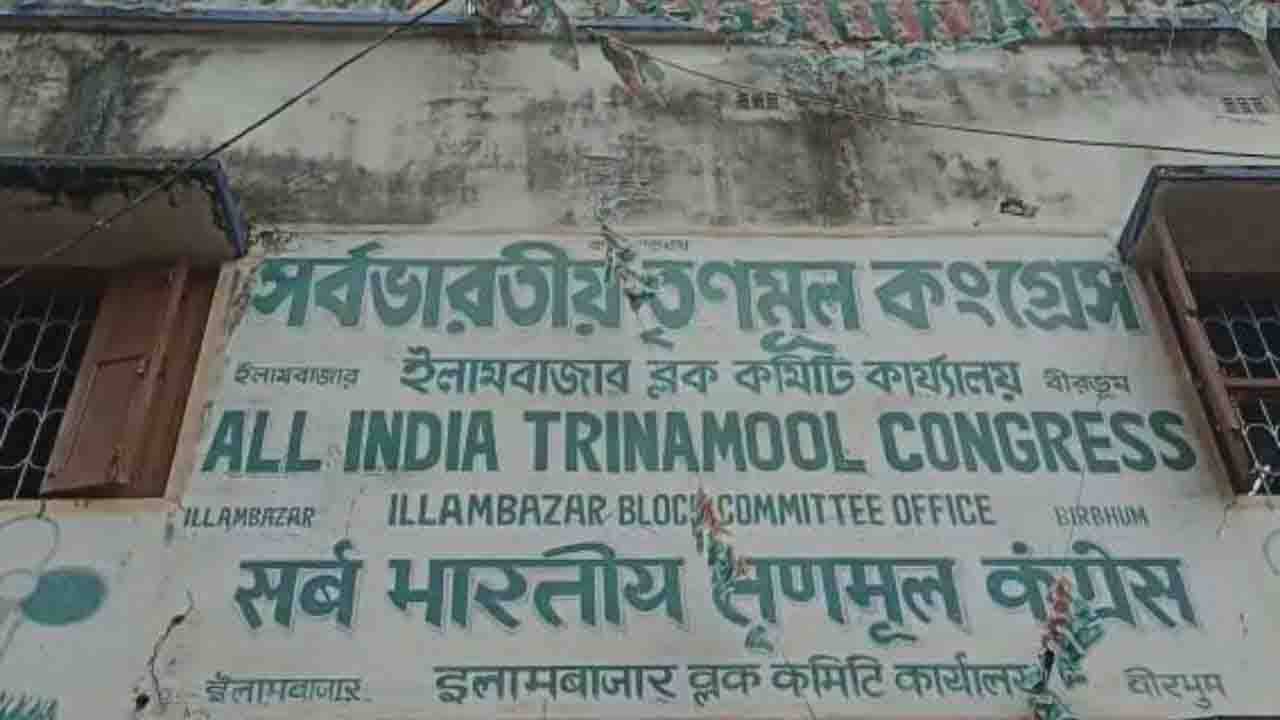 সর্বভারতীয় তৃণমূল কংগ্রেস
ইলামবাজার ইলামবাজার ব্লক কমিটি কার্য্যালয় বীরভূম
ALL INDIA TRINAMOOL CONGRESS
ILLAMBAZAR ILLAMBAZAR BLOCK COMMITTEE OFFICE BIRBHUM
सर्ब भारतीय तृणमूल कंग्रेस
इलामबाजार इलामबाजार ब्लक कमिटि कार्यालय बीरभुम